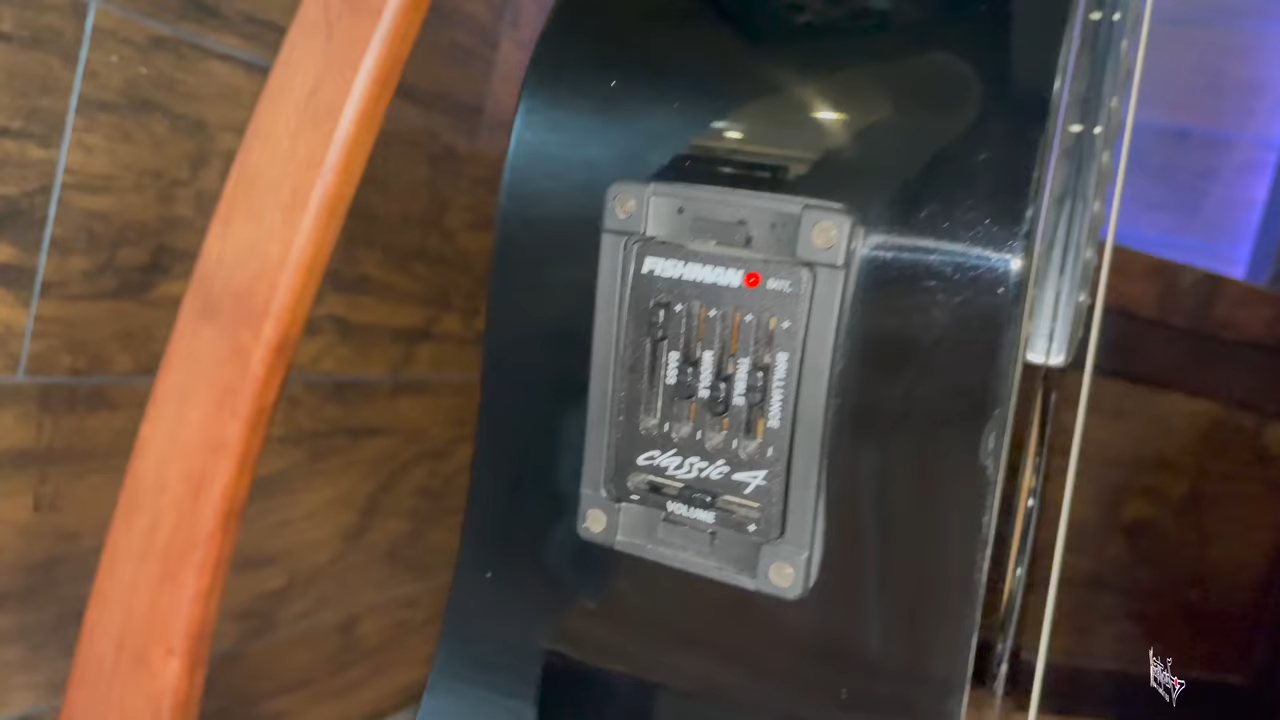 FISHMAN BATT.
+ + + +
BASS MIDDLE TREBLE BRILLIANCE
- - - -
classic 4
- VOLUME +